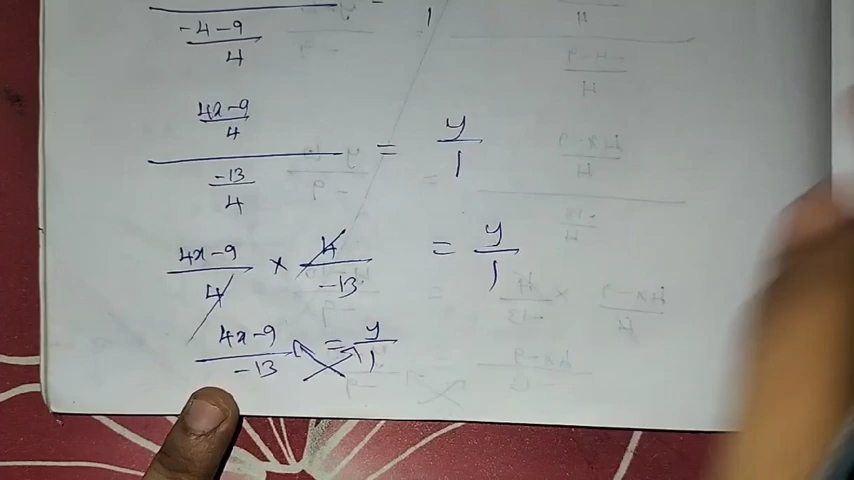 1
-4-9
4
4x-9
4
= y
1
-13
4
4x-9 × 4 = y
4 -13 1
4x-9 = y
-13 1